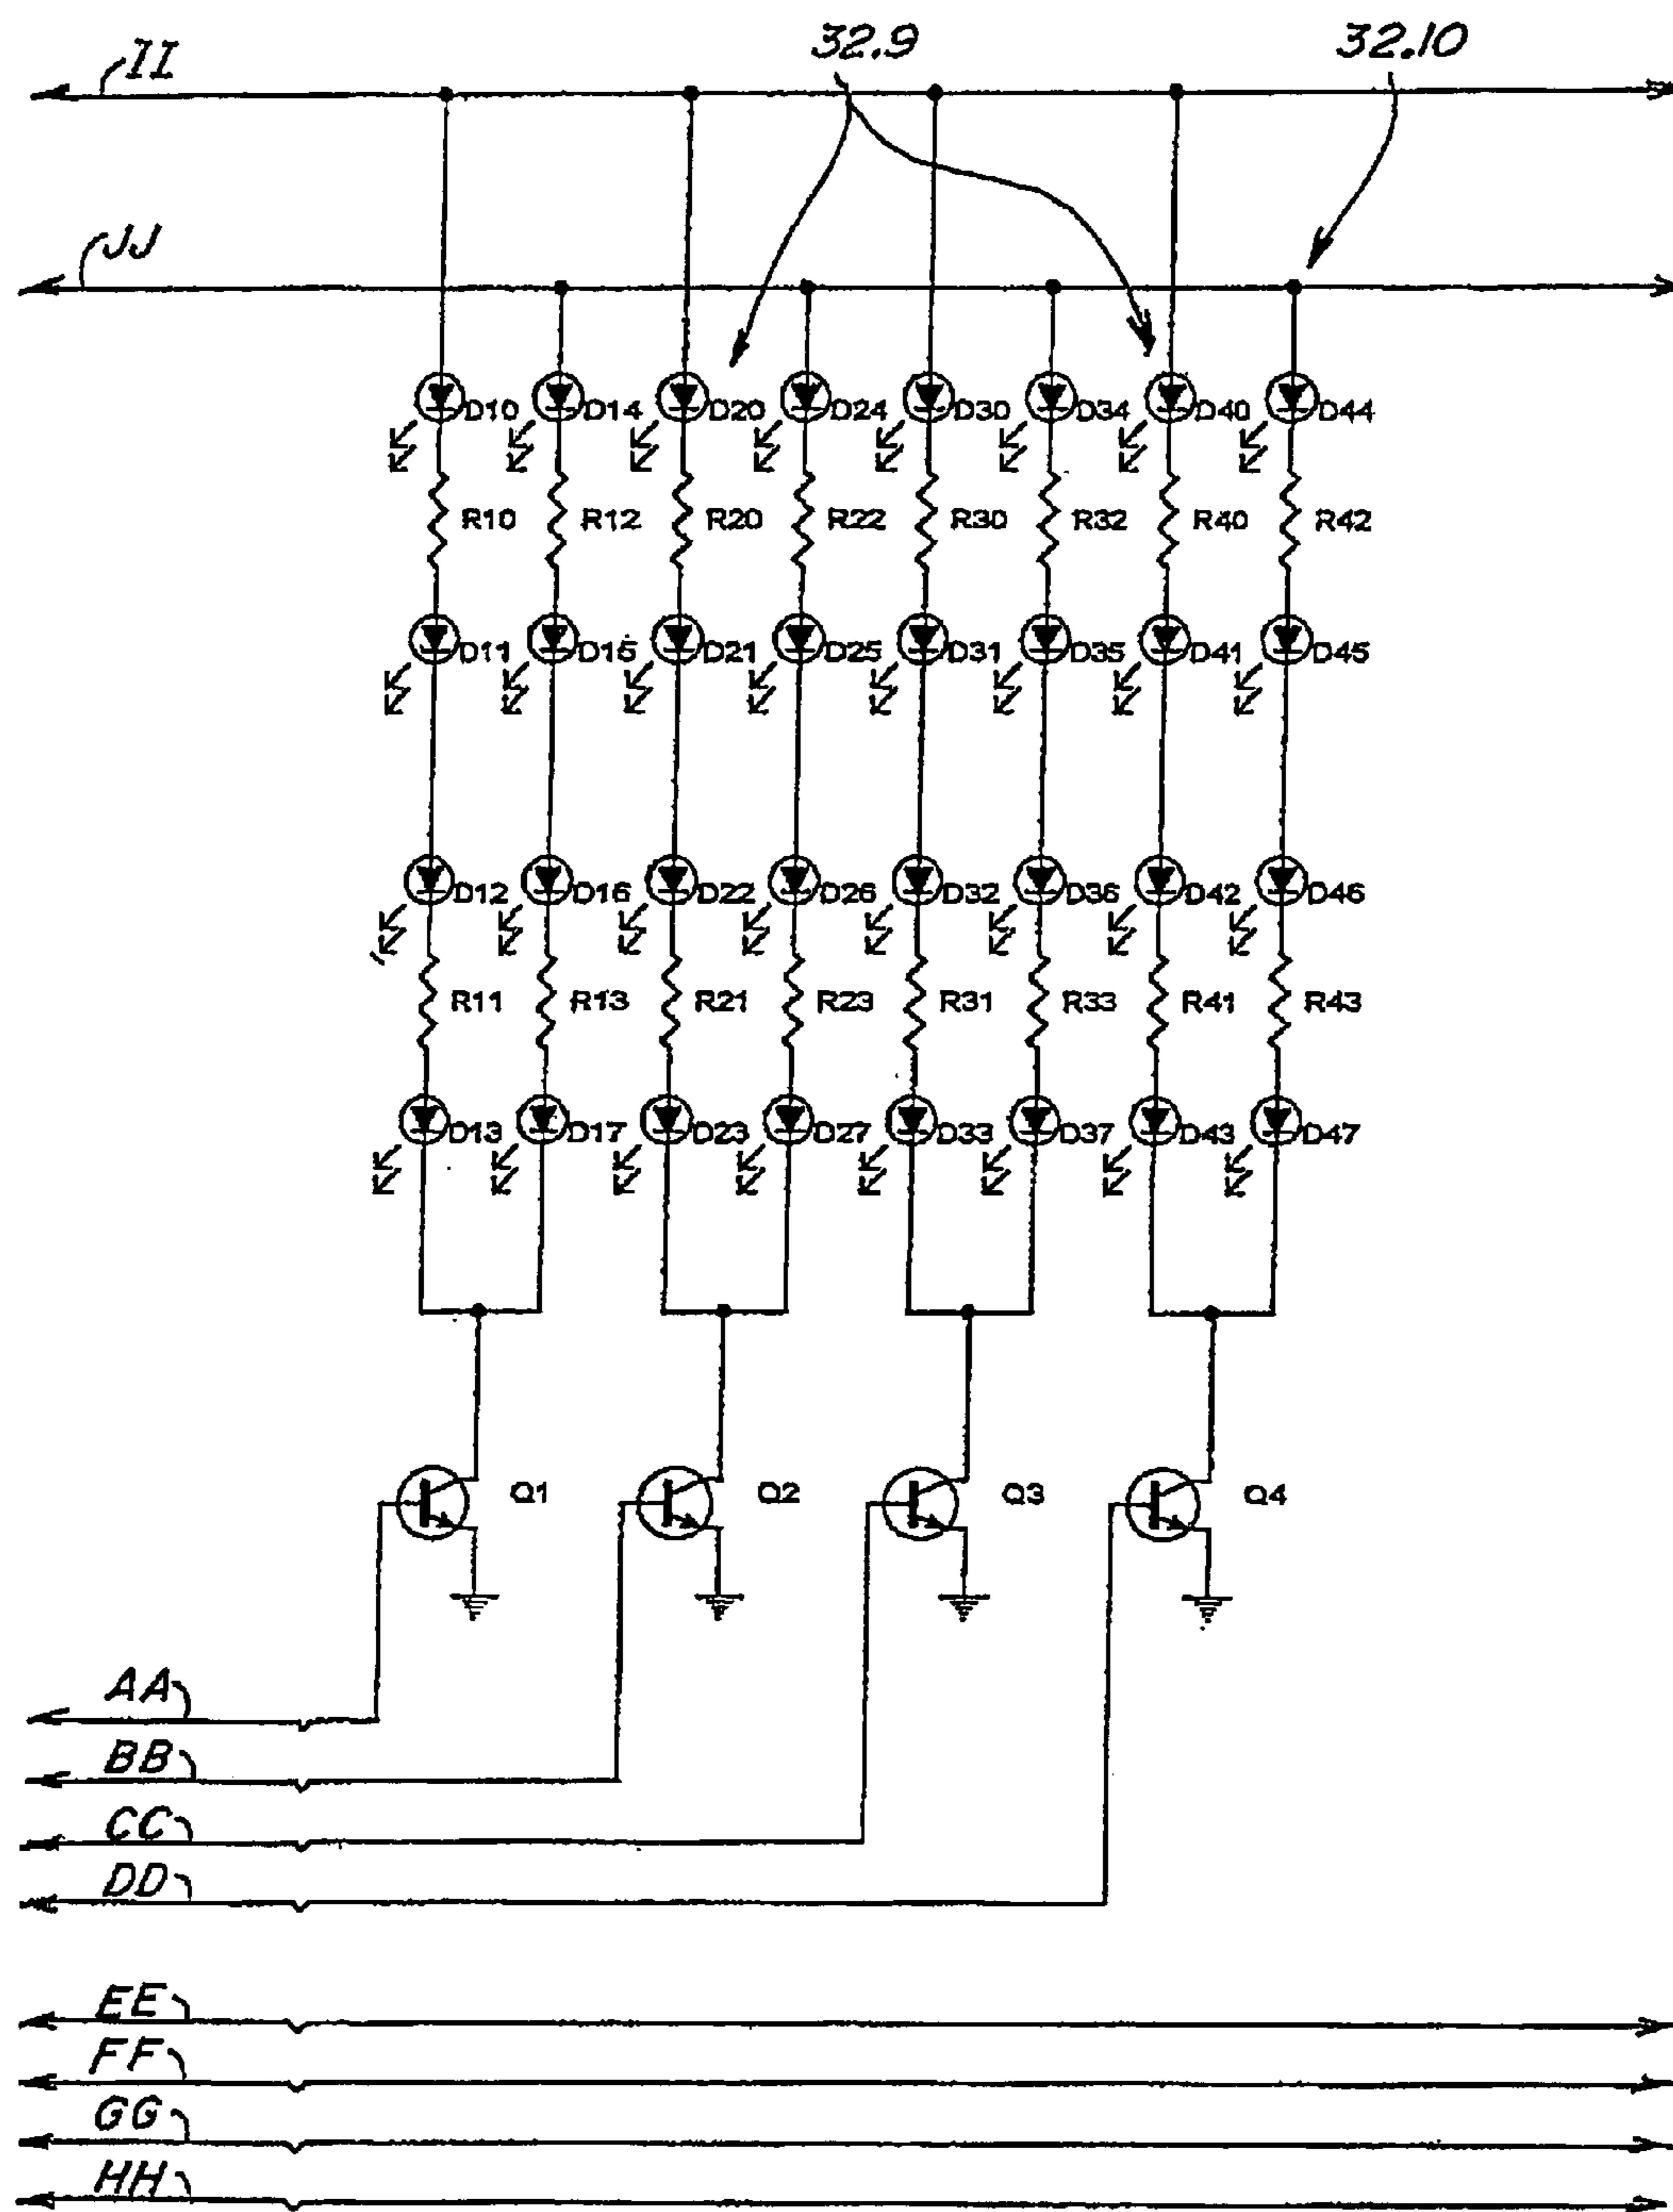 32.9 32.10
II
JJ
D10 D14 D20 D24 D30 D34 D40 D44
R10 R12 R20 R22 R30 R32 R40 R42
D11 D15 D21 D25 D31 D35 D41 D45
D12 D16 D22 D26 D32 D36 D42 D46
R11 R13 R21 R23 R31 R33 R41 R43
D13 D17 D23 D27 D33 D37 D43 D47
Q1 Q2 Q3 Q4
AA
BB
CC
DD
EE
FF
GG
HH